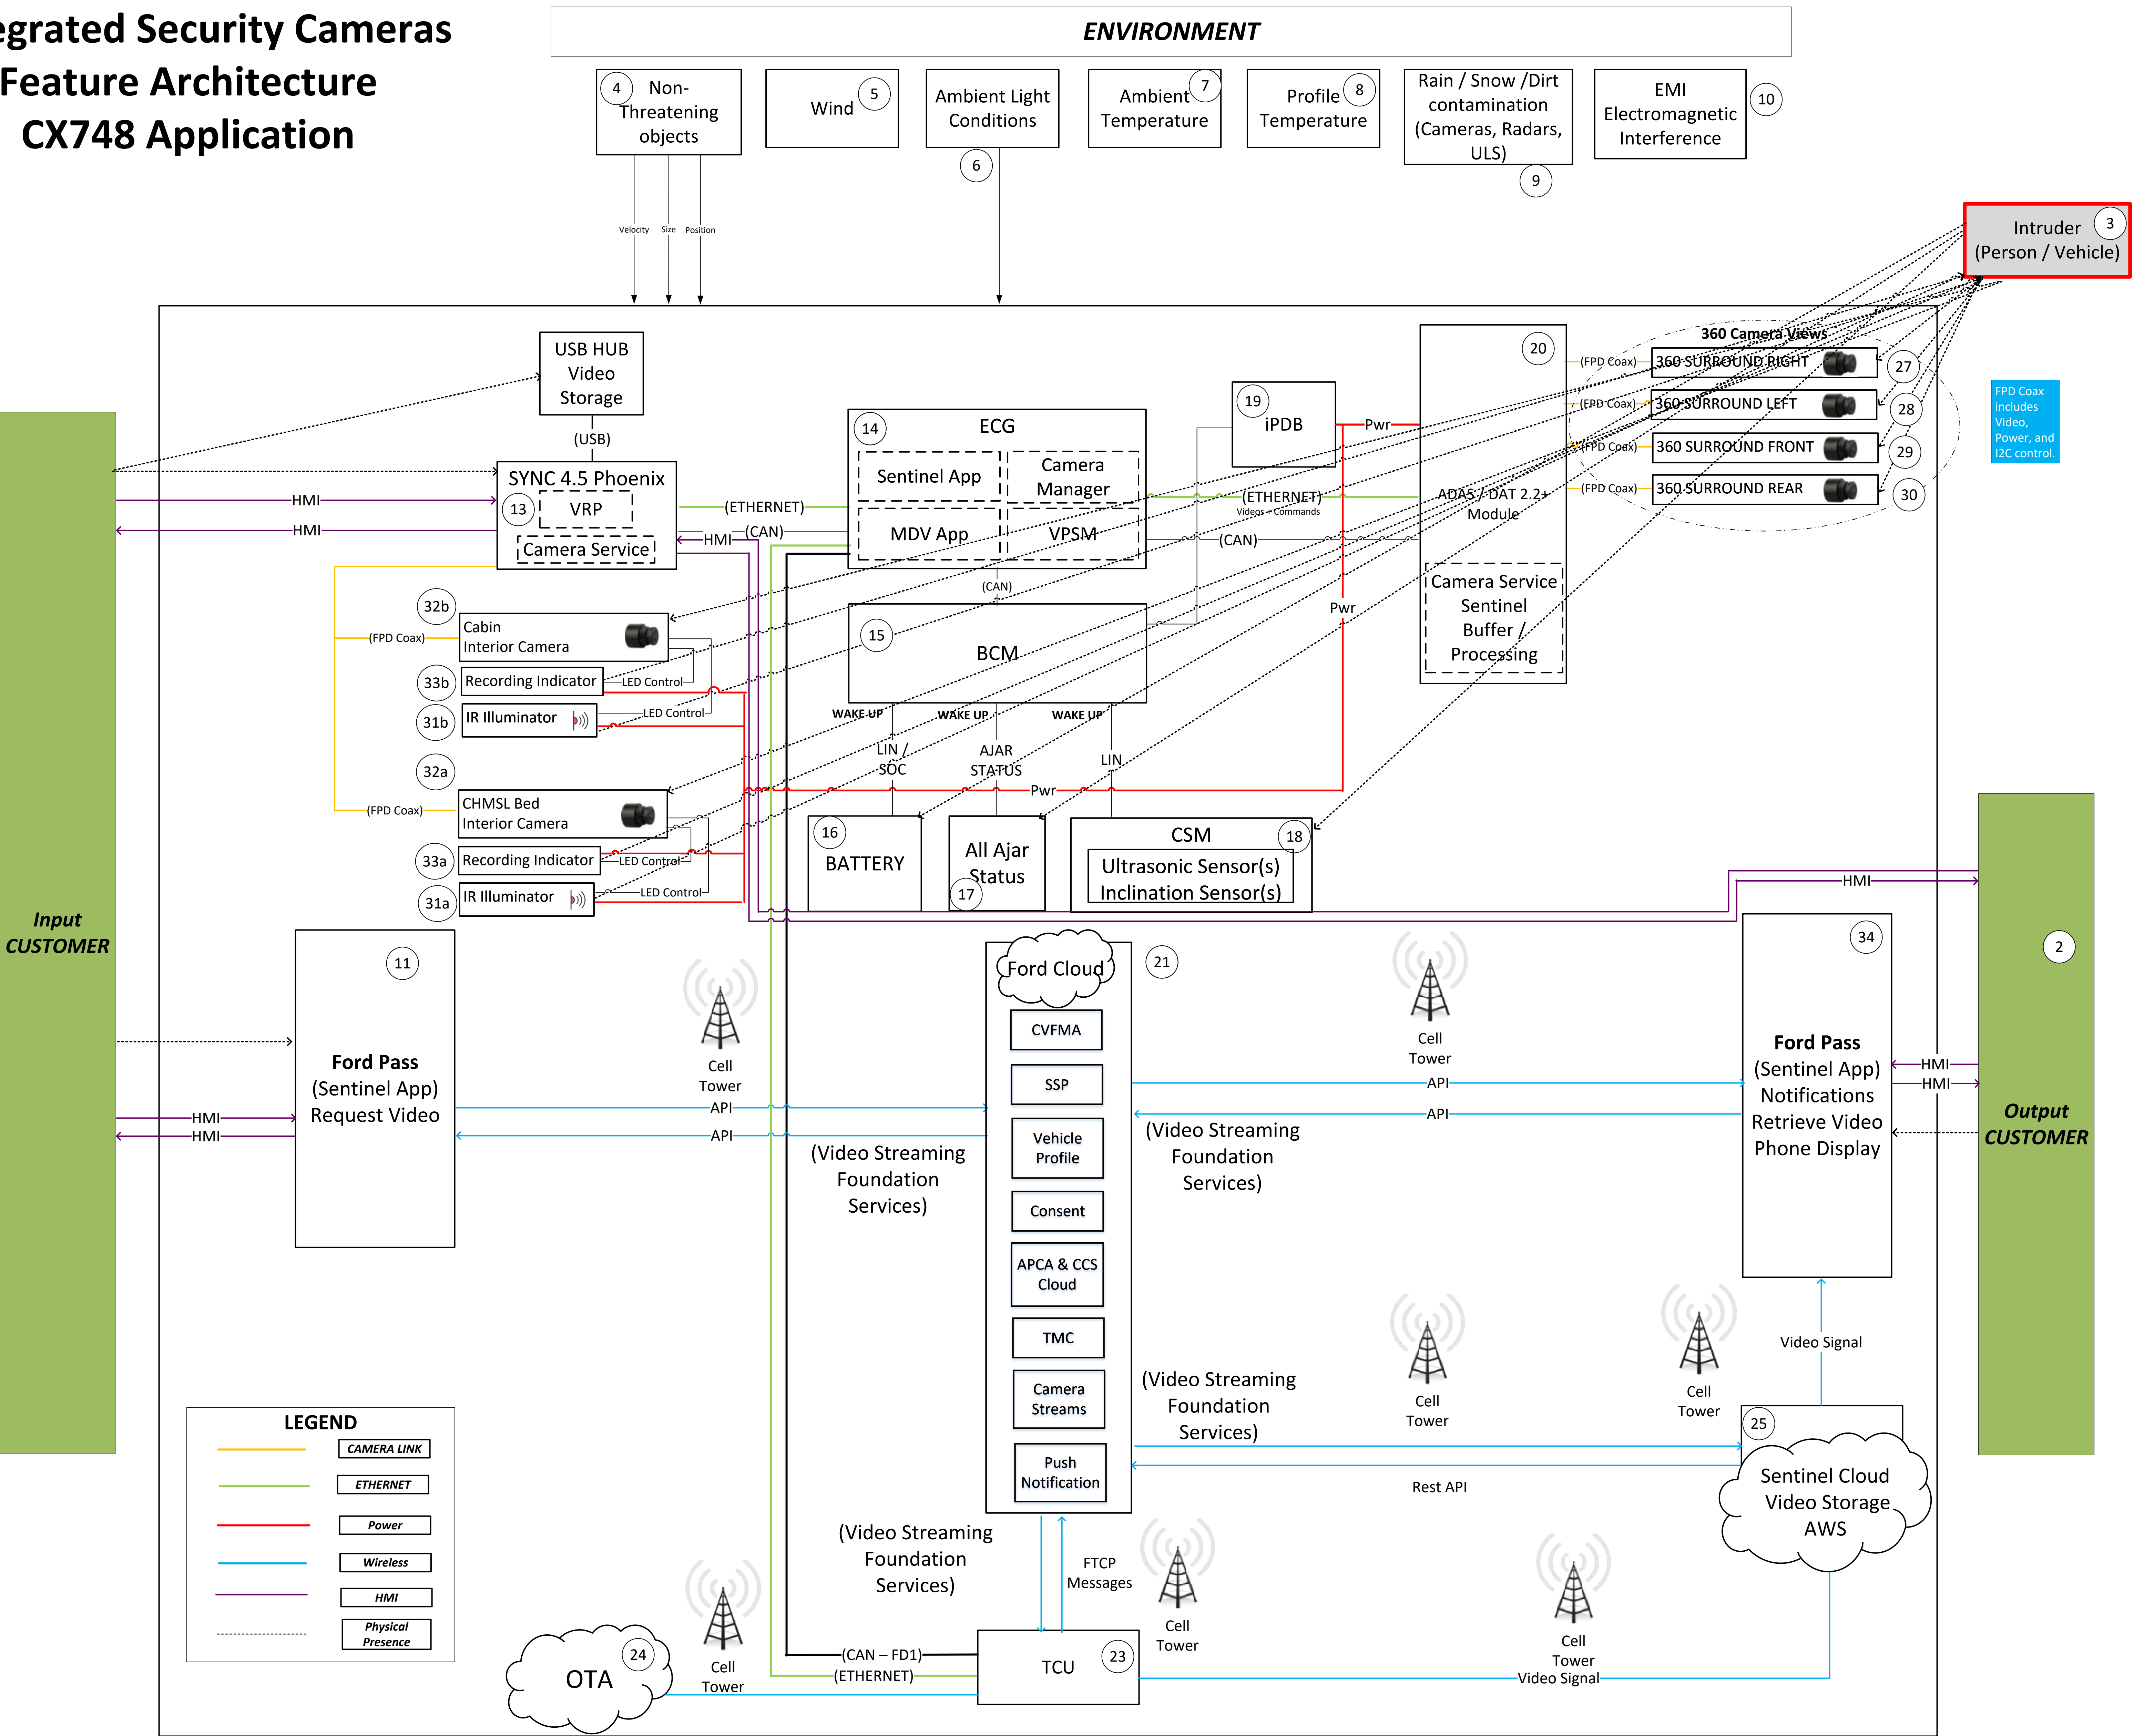 egrated Security Cameras
Feature Architecture
CX748 Application
ENVIRONMENT
4
Non-
Threatening
objects
Wind
5
Ambient Light
Conditions
6
Ambient
Temperature
7
Profile
Temperature
8
Rain / Snow /Dirt
contamination
(Cameras, Radars,
ULS)
9
EMI
Electromagnetic
Interference
10
Velocity
Size
Position
Intruder
(Person / Vehicle)
3
USB HUB
Video
Storage
(USB)
SYNC 4.5 Phoenix
13
VRP
Camera Service
HMI
HMI
(ETHERNET)
(CAN)
HMI
14
ECG
Sentinel App
Camera
Manager
MDV App
VPSM
(CAN)
19
iPDB
Pwr
(ETHERNET)
Videos + Commands
(CAN)
Pwr
20
ADAS / DAT 2.2+
Module
Camera Service
Sentinel
Buffer /
Processing
360 Camera Views
(FPD Coax)
360 SURROUND RIGHT
27
(FPD Coax)
360 SURROUND LEFT
28
(FPD Coax)
360 SURROUND FRONT
29
(FPD Coax)
360 SURROUND REAR
30
FPD Coax
includes
Video,
Power, and
I2C control.
32b
(FPD Coax)
Cabin
Interior Camera
33b
Recording Indicator
LED Control
31b
IR Illuminator
LED Control
32a
(FPD Coax)
CHMSL Bed
Interior Camera
33a
Recording Indicator
LED Control
31a
IR Illuminator
LED Control
15
BCM
WAKE UP
WAKE UP
WAKE UP
LIN /
SOC
AJAR
STATUS
LIN
Pwr
16
BATTERY
All Ajar
Status
17
CSM
18
Ultrasonic Sensor(s)
Inclination Sensor(s)
HMI
Input
CUSTOMER
11
Ford Pass
(Sentinel App)
Request Video
HMI
HMI
Cell
Tower
API
API
(Video Streaming
Foundation
Services)
Ford Cloud
21
CVFMA
SSP
Vehicle
Profile
Consent
APCA & CCS
Cloud
TMC
Camera
Streams
Push
Notification
Cell
Tower
API
API
(Video Streaming
Foundation
Services)
34
Ford Pass
(Sentinel App)
Notifications
Retrieve Video
Phone Display
HMI
HMI
2
Output
CUSTOMER
Video Signal
(Video Streaming
Foundation
Services)
Cell
Tower
Cell
Tower
Rest API
25
Sentinel Cloud
Video Storage
AWS
LEGEND
CAMERA LINK
ETHERNET
Power
Wireless
HMI
Physical
Presence
(Video Streaming
Foundation
Services)
FTCP
Messages
Cell
Tower
Cell
Tower
Video Signal
OTA
24
Cell
Tower
(CAN – FD1)
(ETHERNET)
TCU
23